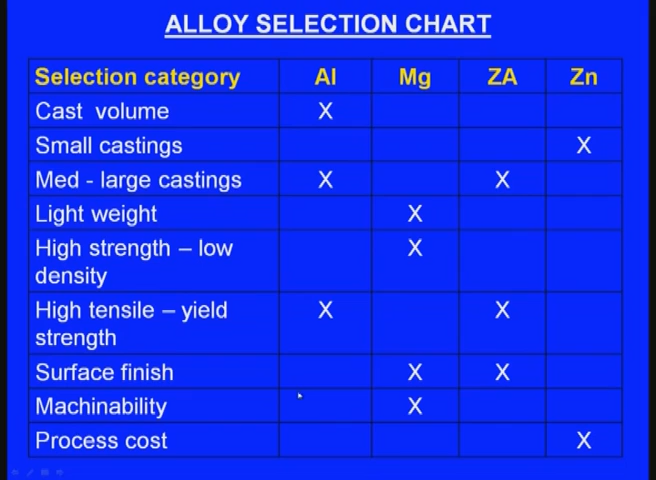 ALLOY SELECTION CHART
Selection category Al Mg ZA Zn
Cast volume X
Small castings X
Med - large castings X X
Light weight X
High strength – low X
density
High tensile – yield X X
strength
Surface finish X X
Machinability X
Process cost X